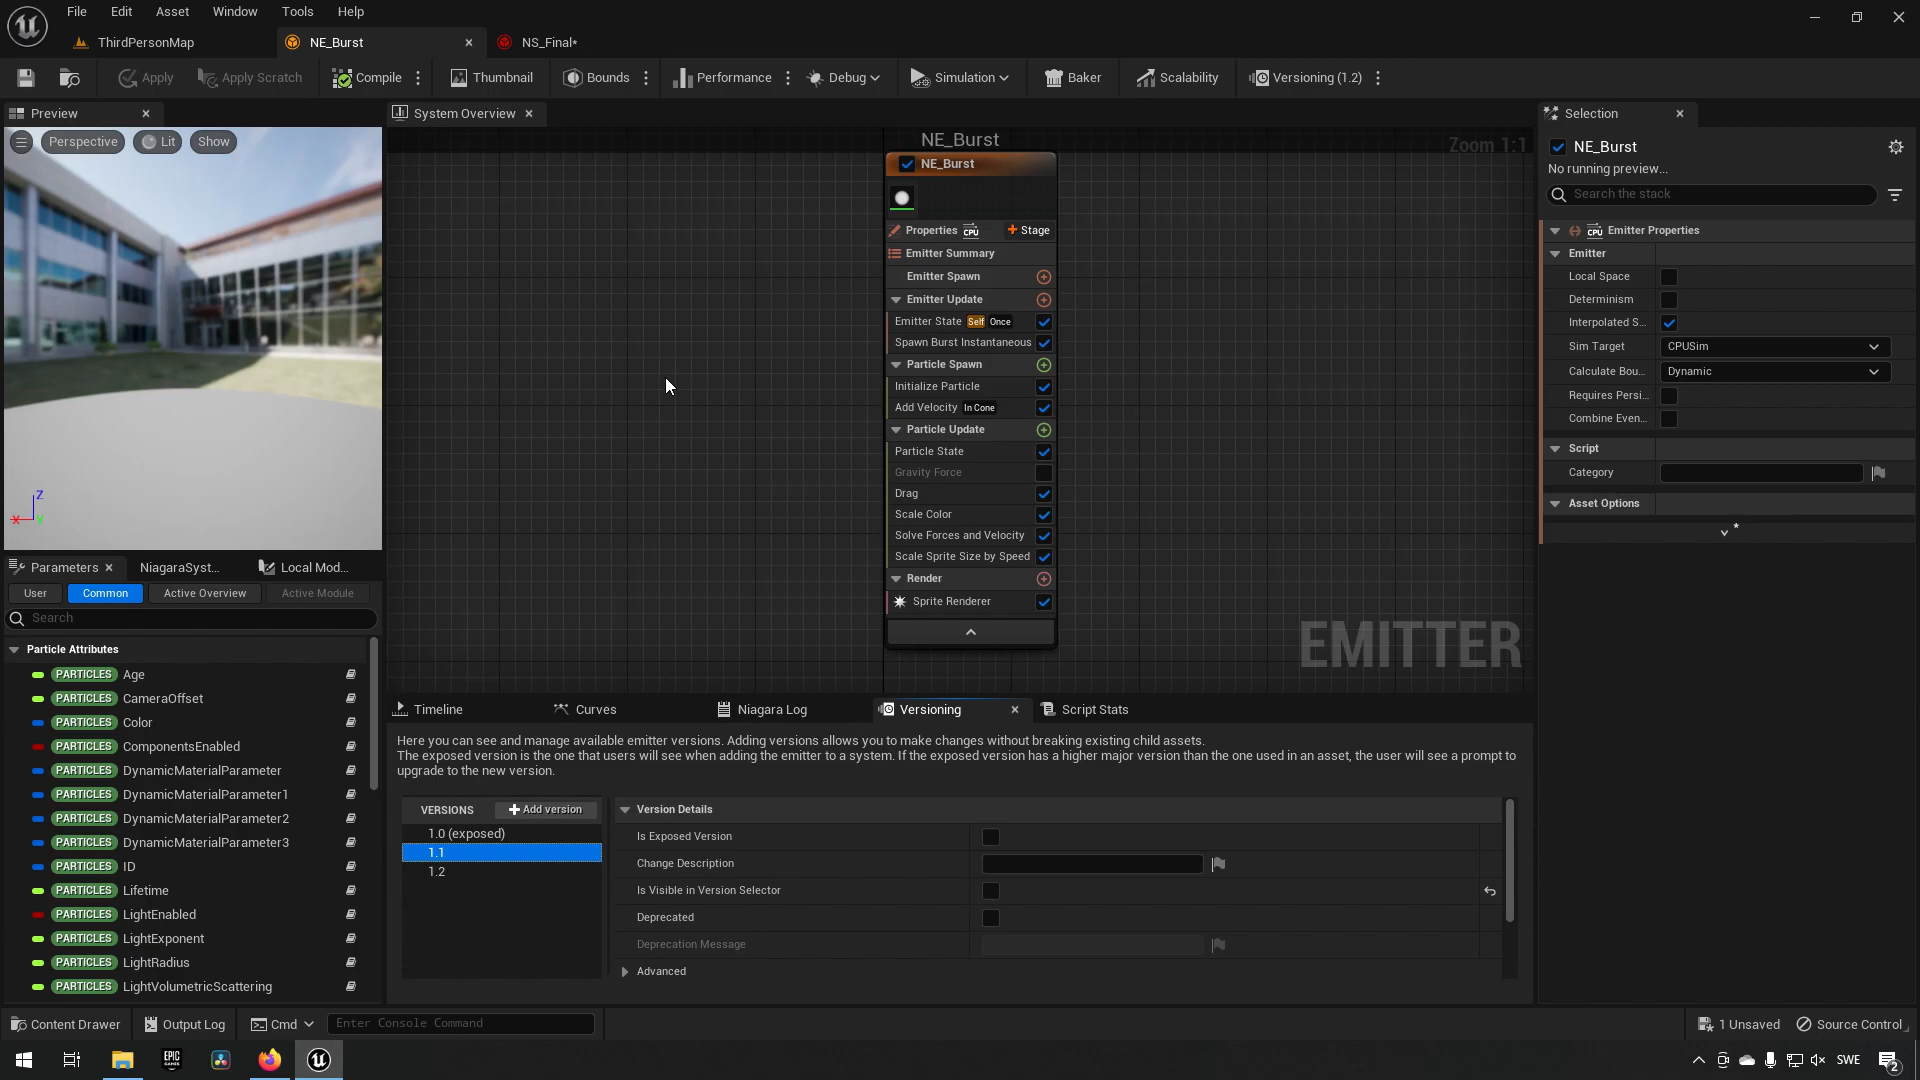 File Edit Asset Window Tools Help
ThirdPersonMap NE_Burst NS_Final*
Apply Apply Scratch Compile Thumbnail Bounds Performance Debug Simulation Baker Scalability Versioning (1.2)
Preview System Overview Selection
Perspective Lit Show
NE_Burst
Zoom 1:1
NE_Burst
NE_Burst
No running preview...
Search the stack
Properties CPU Stage
Emitter Summary
Emitter Spawn
Emitter Update
Emitter State Self Once
Spawn Burst Instantaneous
Particle Spawn
Initialize Particle
Add Velocity In Cone
Particle Update
Particle State
Gravity Force
Drag
Scale Color
Solve Forces and Velocity
Scale Sprite Size by Speed
Render
Sprite Renderer
EMITTER
CPU Emitter Properties
Emitter
Local Space
Determinism
Interpolated S...
Sim Target CPUSim
Calculate Bou... Dynamic
Requires Persi...
Combine Even...
Script
Category
Asset Options
*
Z
X Y
Parameters NiagaraSyst... Local Mod...
User Common Active Overview Active Module
Search
Particle Attributes
PARTICLES Age
PARTICLES CameraOffset
PARTICLES Color
PARTICLES ComponentsEnabled
PARTICLES DynamicMaterialParameter
PARTICLES DynamicMaterialParameter1
PARTICLES DynamicMaterialParameter2
PARTICLES DynamicMaterialParameter3
PARTICLES ID
PARTICLES Lifetime
PARTICLES LightEnabled
PARTICLES LightExponent
PARTICLES LightRadius
PARTICLES LightVolumetricScattering
Timeline Curves Niagara Log Versioning Script Stats
Here you can see and manage available emitter versions. Adding versions allows you to make changes without breaking existing child assets.
The exposed version is the one that users will see when adding the emitter to a system. If the exposed version has a higher major version than the one used in an asset, the user will see a prompt to
upgrade to the new version.
VERSIONS Add version
1.0 (exposed)
1.1
1.2
Version Details
Is Exposed Version
Change Description
Is Visible in Version Selector
Deprecated
Deprecation Message
Advanced
Content Drawer Output Log Cmd Enter Console Command 1 Unsaved Source Control
EPIC GAMES SWE 2